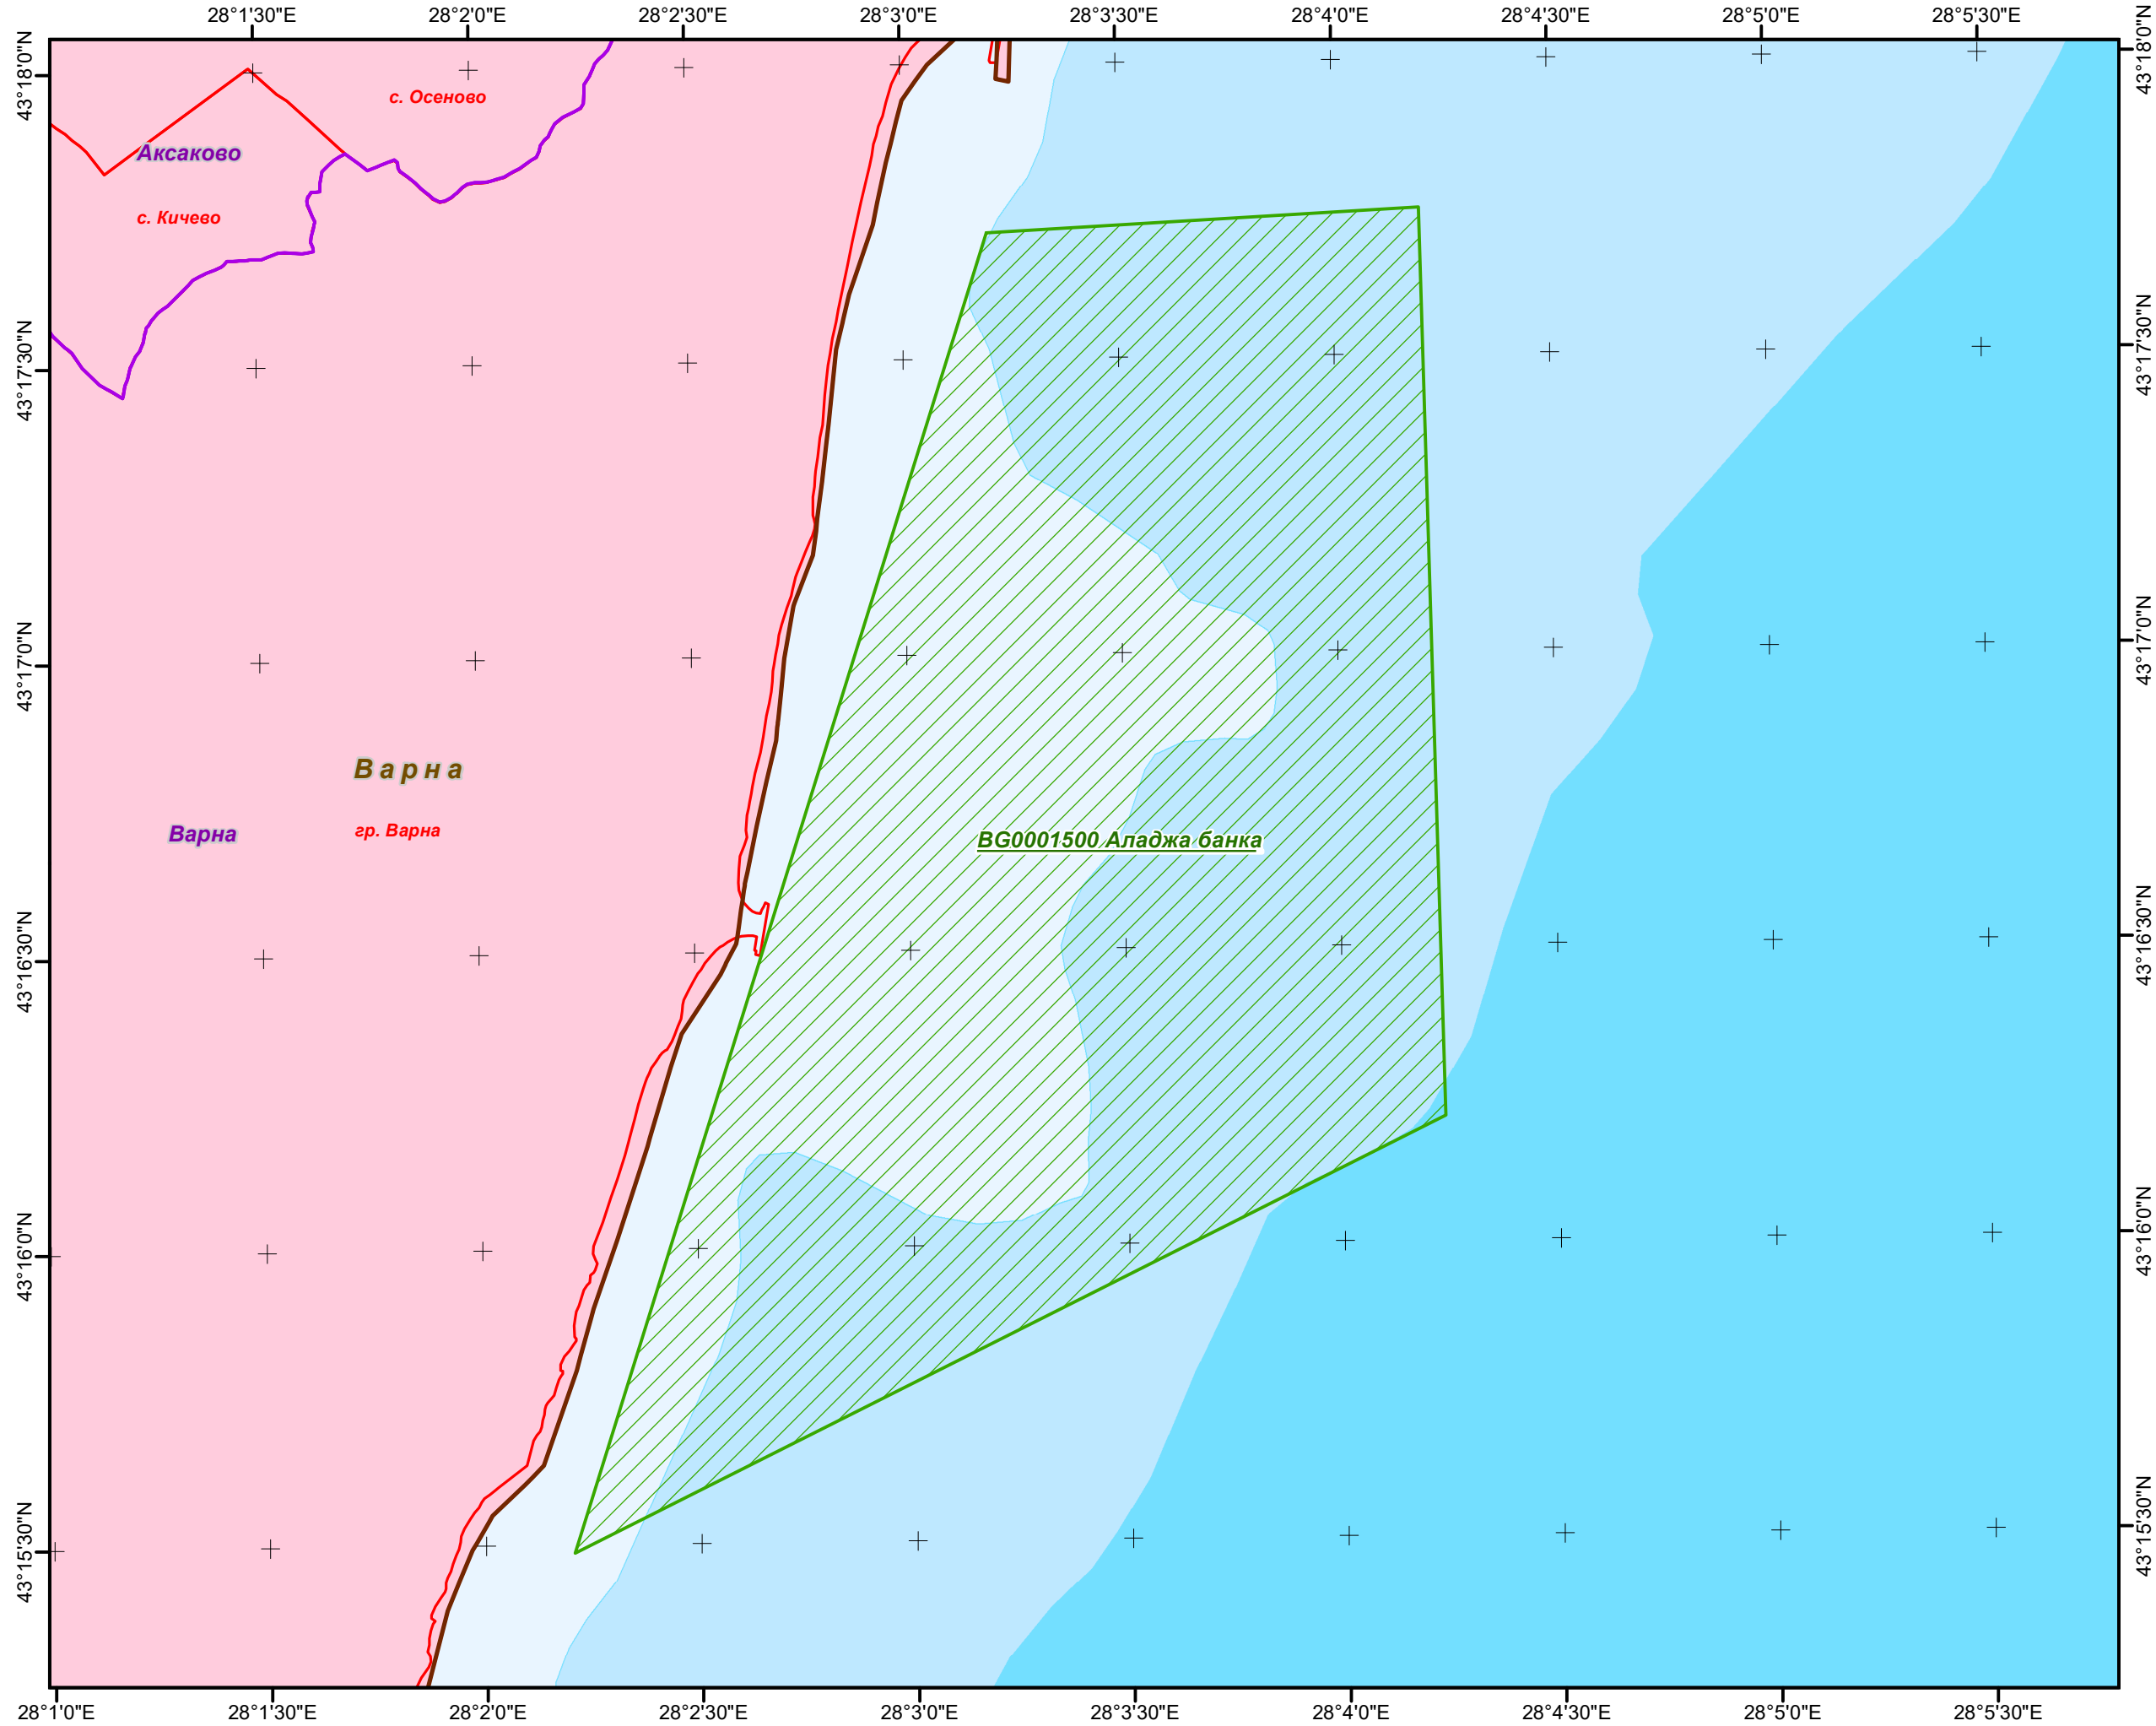 28°1'30"E 28°2'0"E 28°2'30"E 28°3'0"E 28°3'30"E 28°4'0"E 28°4'30"E 28°5'0"E 28°5'30"E
43°18'0"N 43°18'0"N
с. Осеново
Аксаково
с. Кичево
43°17'30"N 43°17'30"N
43°17'0"N 43°17'0"N
Варна
Варна
гр. Варна
BG0001500 Аладжа банка
43°16'30"N 43°16'30"N
43°16'0"N 43°16'0"N
43°15'30"N 43°15'30"N
28°1'0"E 28°1'30"E 28°2'0"E 28°2'30"E 28°3'0"E 28°3'30"E 28°4'0"E 28°4'30"E 28°5'0"E 28°5'30"E